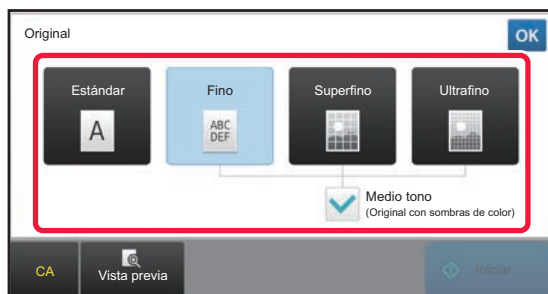 Original
OK
Estándar
Fino
Superfino
Ultrafino
A
ABC
DEF
Medio tono
(Original con sombras de color)
CA
Vista previa
Iniciar